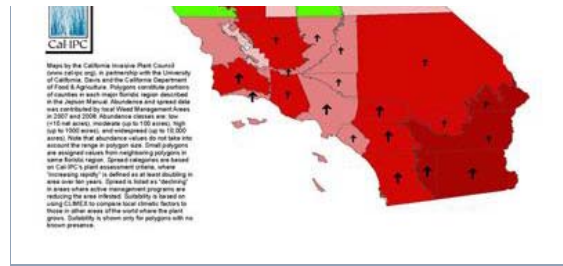 Cal-IPC
Maps by the California Invasive Plant Council
(www.cal-ipc.org), in partnership with the University
of California, Davis and the California Department
of Food & Agriculture. Polygons constitute portions
of counties in each major floristic region described
in the Jepson Manual. Abundance and spread data
was contributed by local Weed Management Areas
in 2007 and 2008. Abundance classes are: low
(<10 net acres), moderate (up to 100 acres), high
(up to 1000 acres), and widespread (up to 10,000
acres). Note that abundance values do not take into
account the range in polygon size. Small polygons
are assigned values from neighboring polygons in
same floristic region. Spread categories are based
on Cal-IPC's plant assessment criteria, where
"increasing rapidly" is defined as at least doubling in
area over ten years. Spread is listed as "declining"
in areas where active management programs are
reducing the area infested. Suitability is based on
using CLIMEX to compare local climatic factors to
those in other areas of the world where the plant
grows. Suitability is shown only for polygons with no
known presence.